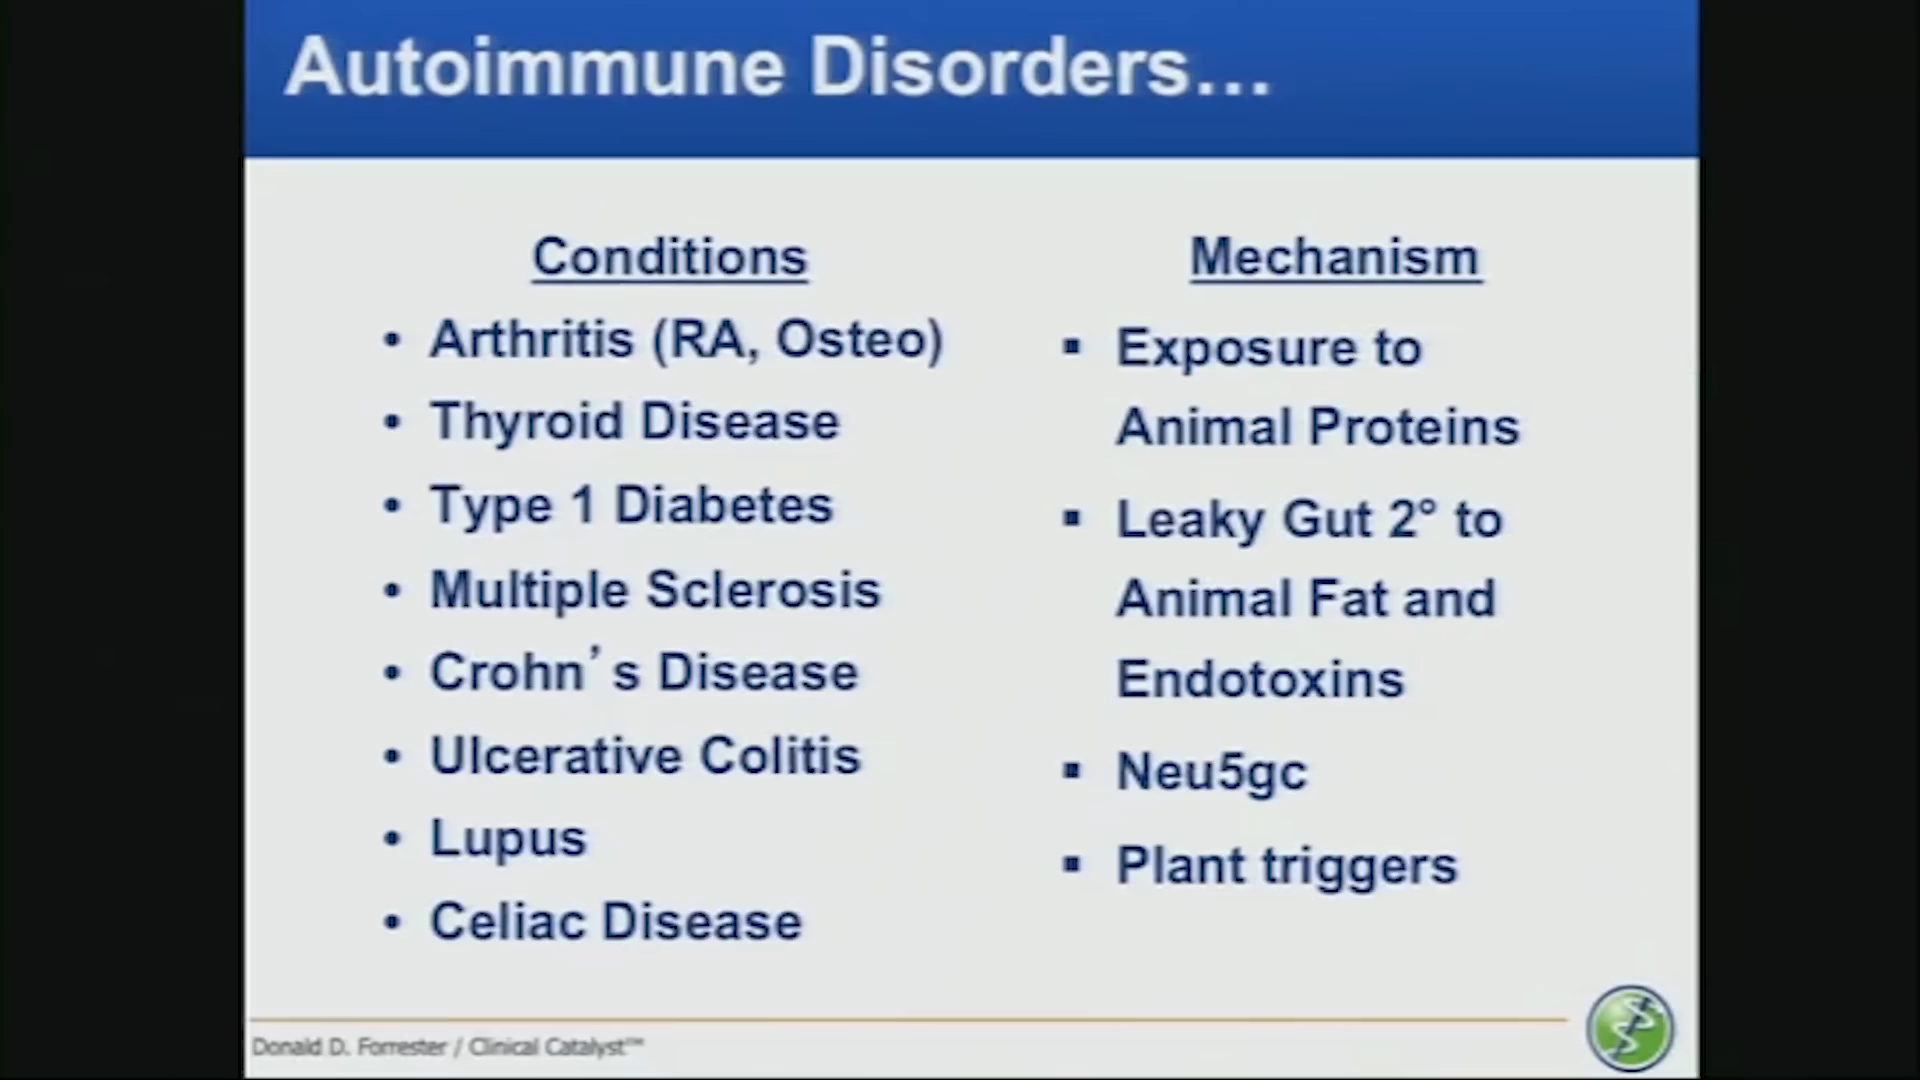 Autoimmune Disorders...
Conditions
• Arthritis (RA, Osteo)
• Thyroid Disease
• Type 1 Diabetes
• Multiple Sclerosis
• Crohn's Disease
• Ulcerative Colitis
• Lupus
• Celiac Disease
Mechanism
▪ Exposure to
Animal Proteins
▪ Leaky Gut 2° to
Animal Fat and
Endotoxins
▪ Neu5gc
▪ Plant triggers
Donald D. Forrester / Clinical Catalyst™